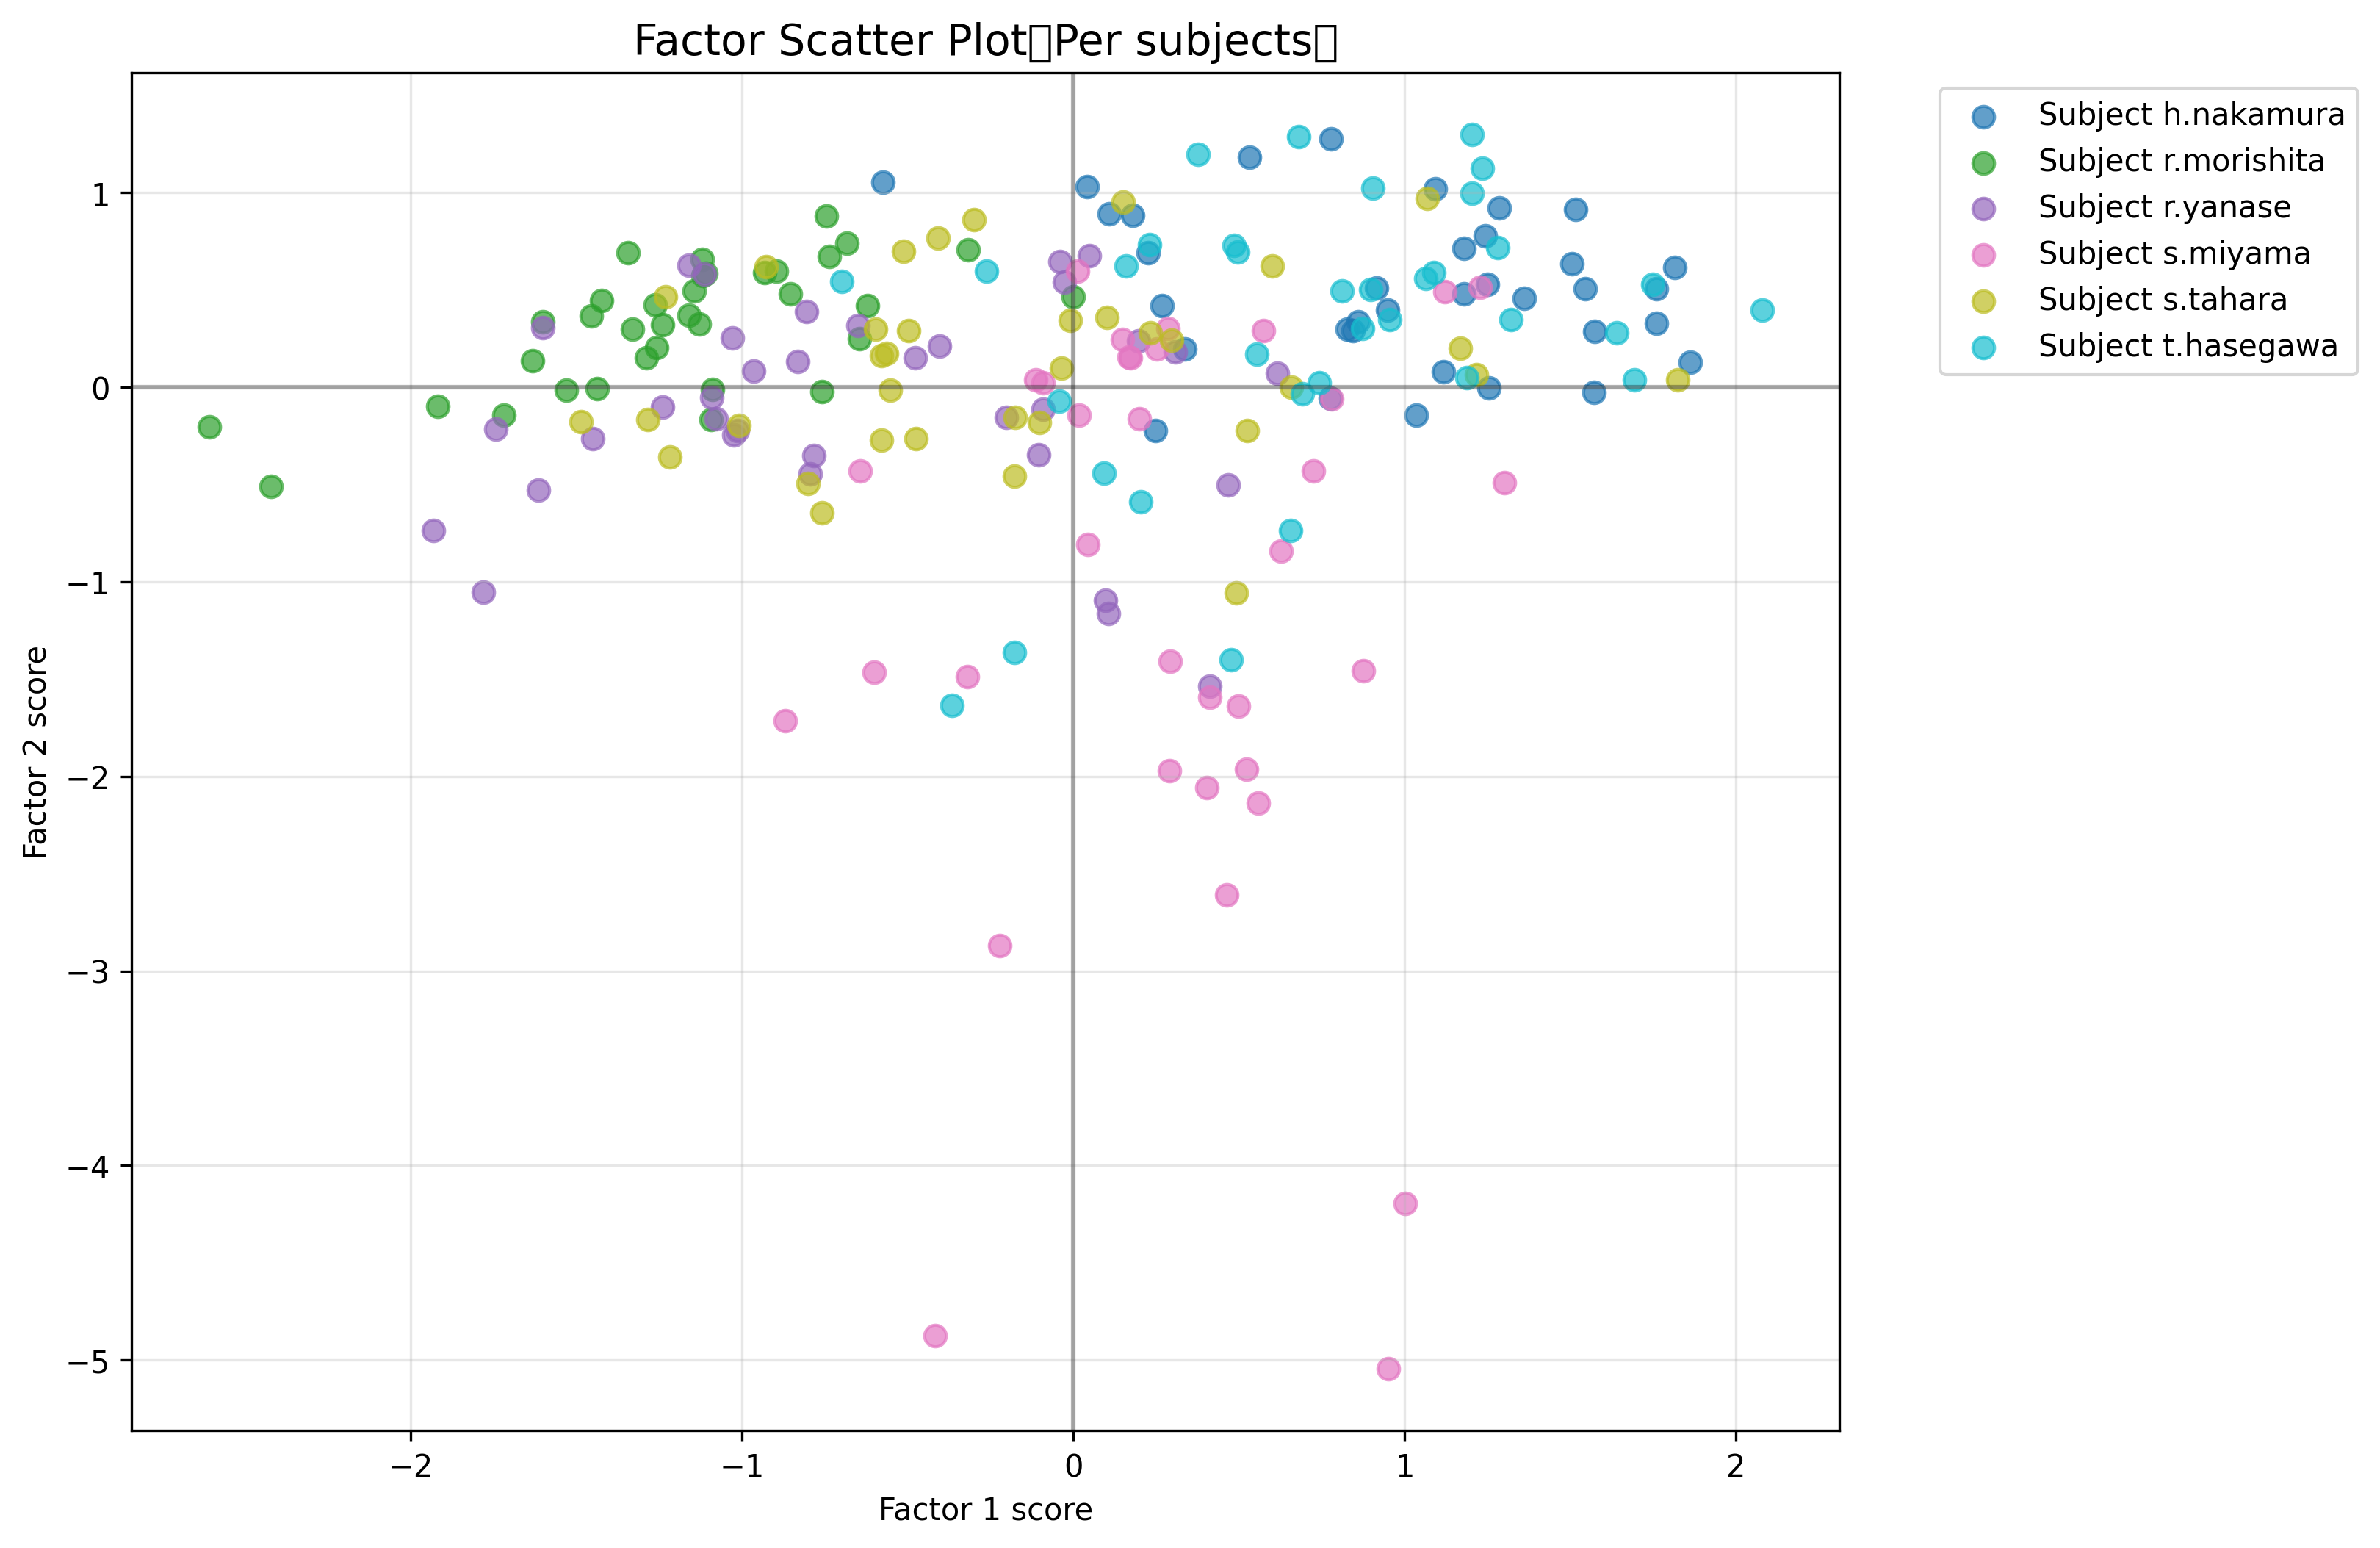 Factor Scatter Plot▯Per subjects▯
Subject h.nakamura
Subject r.morishita
Subject r.yanase
Subject s.miyama
Subject s.tahara
Subject t.hasegawa
1
0
−1
−2
−3
−4
−5
Factor 2 score
−2
−1
0
1
2
Factor 1 score